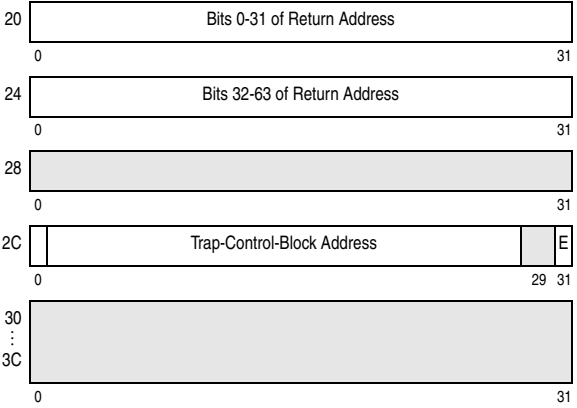 20 Bits 0-31 of Return Address
0 31
24 Bits 32-63 of Return Address
0 31
28
0 31
2C Trap-Control-Block Address E
0 29 31
30
⋮
3C
0 31